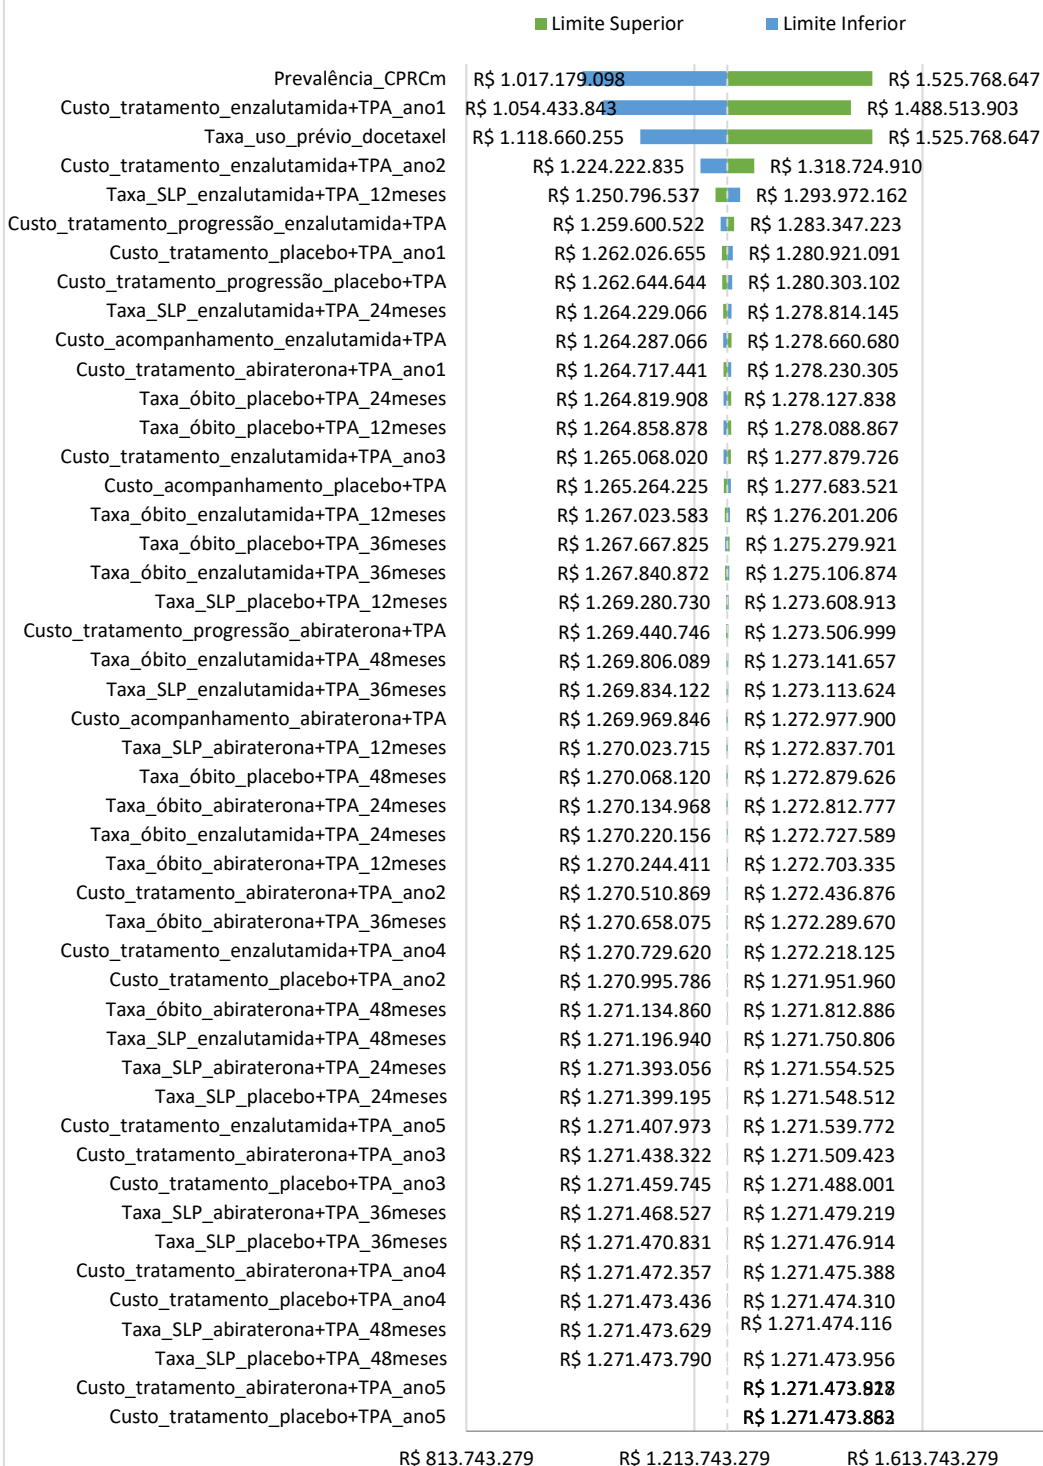 Limite Superior Limite Inferior
Prevalência_CPRCm R$ 1.017.179.098 R$ 1.525.768.647
Custo_tratamento_enzalutamida+TPA_ano1 R$ 1.054.433.843 R$ 1.488.513.903
Taxa_uso_prévio_docetaxel R$ 1.118.660.255 R$ 1.525.768.647
Custo_tratamento_enzalutamida+TPA_ano2 R$ 1.224.222.835 R$ 1.318.724.910
Taxa_SLP_enzalutamida+TPA_12meses R$ 1.250.796.537 R$ 1.293.972.162
Custo_tratamento_progressão_enzalutamida+TPA R$ 1.259.600.522 R$ 1.283.347.223
Custo_tratamento_placebo+TPA_ano1 R$ 1.262.026.655 R$ 1.280.921.091
Custo_tratamento_progressão_placebo+TPA R$ 1.262.644.644 R$ 1.280.303.102
Taxa_SLP_enzalutamida+TPA_24meses R$ 1.264.229.066 R$ 1.278.814.145
Custo_acompanhamento_enzalutamida+TPA R$ 1.264.287.066 R$ 1.278.660.680
Custo_tratamento_abiraterona+TPA_ano1 R$ 1.264.717.441 R$ 1.278.230.305
Taxa_óbito_placebo+TPA_24meses R$ 1.264.819.908 R$ 1.278.127.838
Taxa_óbito_placebo+TPA_12meses R$ 1.264.858.878 R$ 1.278.088.867
Custo_tratamento_enzalutamida+TPA_ano3 R$ 1.265.068.020 R$ 1.277.879.726
Custo_acompanhamento_placebo+TPA R$ 1.265.264.225 R$ 1.277.683.521
Taxa_óbito_enzalutamida+TPA_12meses R$ 1.267.023.583 R$ 1.276.201.206
Taxa_óbito_placebo+TPA_36meses R$ 1.267.667.825 R$ 1.275.279.921
Taxa_óbito_enzalutamida+TPA_36meses R$ 1.267.840.872 R$ 1.275.106.874
Taxa_SLP_placebo+TPA_12meses R$ 1.269.280.730 R$ 1.273.608.913
Custo_tratamento_progressão_abiraterona+TPA R$ 1.269.440.746 R$ 1.273.506.999
Taxa_óbito_enzalutamida+TPA_48meses R$ 1.269.806.089 R$ 1.273.141.657
Taxa_SLP_enzalutamida+TPA_36meses R$ 1.269.834.122 R$ 1.273.113.624
Custo_acompanhamento_abiraterona+TPA R$ 1.269.969.846 R$ 1.272.977.900
Taxa_SLP_abiraterona+TPA_12meses R$ 1.270.023.715 R$ 1.272.837.701
Taxa_óbito_placebo+TPA_48meses R$ 1.270.068.120 R$ 1.272.879.626
Taxa_óbito_abiraterona+TPA_24meses R$ 1.270.134.968 R$ 1.272.812.777
Taxa_óbito_enzalutamida+TPA_24meses R$ 1.270.220.156 R$ 1.272.727.589
Taxa_óbito_abiraterona+TPA_12meses R$ 1.270.244.411 R$ 1.272.703.335
Custo_tratamento_abiraterona+TPA_ano2 R$ 1.270.510.869 R$ 1.272.436.876
Taxa_óbito_abiraterona+TPA_36meses R$ 1.270.658.075 R$ 1.272.289.670
Custo_tratamento_enzalutamida+TPA_ano4 R$ 1.270.729.620 R$ 1.272.218.125
Custo_tratamento_placebo+TPA_ano2 R$ 1.270.995.786 R$ 1.271.951.960
Taxa_óbito_abiraterona+TPA_48meses R$ 1.271.134.860 R$ 1.271.812.886
Taxa_SLP_enzalutamida+TPA_48meses R$ 1.271.196.940 R$ 1.271.750.806
Taxa_SLP_abiraterona+TPA_24meses R$ 1.271.393.056 R$ 1.271.554.525
Taxa_SLP_placebo+TPA_24meses R$ 1.271.399.195 R$ 1.271.548.512
Custo_tratamento_enzalutamida+TPA_ano5 R$ 1.271.407.973 R$ 1.271.539.772
Custo_tratamento_abiraterona+TPA_ano3 R$ 1.271.438.322 R$ 1.271.509.423
Custo_tratamento_placebo+TPA_ano3 R$ 1.271.459.745 R$ 1.271.488.001
Taxa_SLP_abiraterona+TPA_36meses R$ 1.271.468.527 R$ 1.271.479.219
Taxa_SLP_placebo+TPA_36meses R$ 1.271.470.831 R$ 1.271.476.914
Custo_tratamento_abiraterona+TPA_ano4 R$ 1.271.472.357 R$ 1.271.475.388
Custo_tratamento_placebo+TPA_ano4 R$ 1.271.473.436 R$ 1.271.474.310
Taxa_SLP_abiraterona+TPA_48meses R$ 1.271.473.629 R$ 1.271.474.116
Taxa_SLP_placebo+TPA_48meses R$ 1.271.473.790 R$ 1.271.473.956
Custo_tratamento_abiraterona+TPA_ano5 R$
Custo_tratamento_placebo+TPA_ano5 R$
R$ 813.743.279 R$ 1.213.743.279 R$ 1.613.743.279